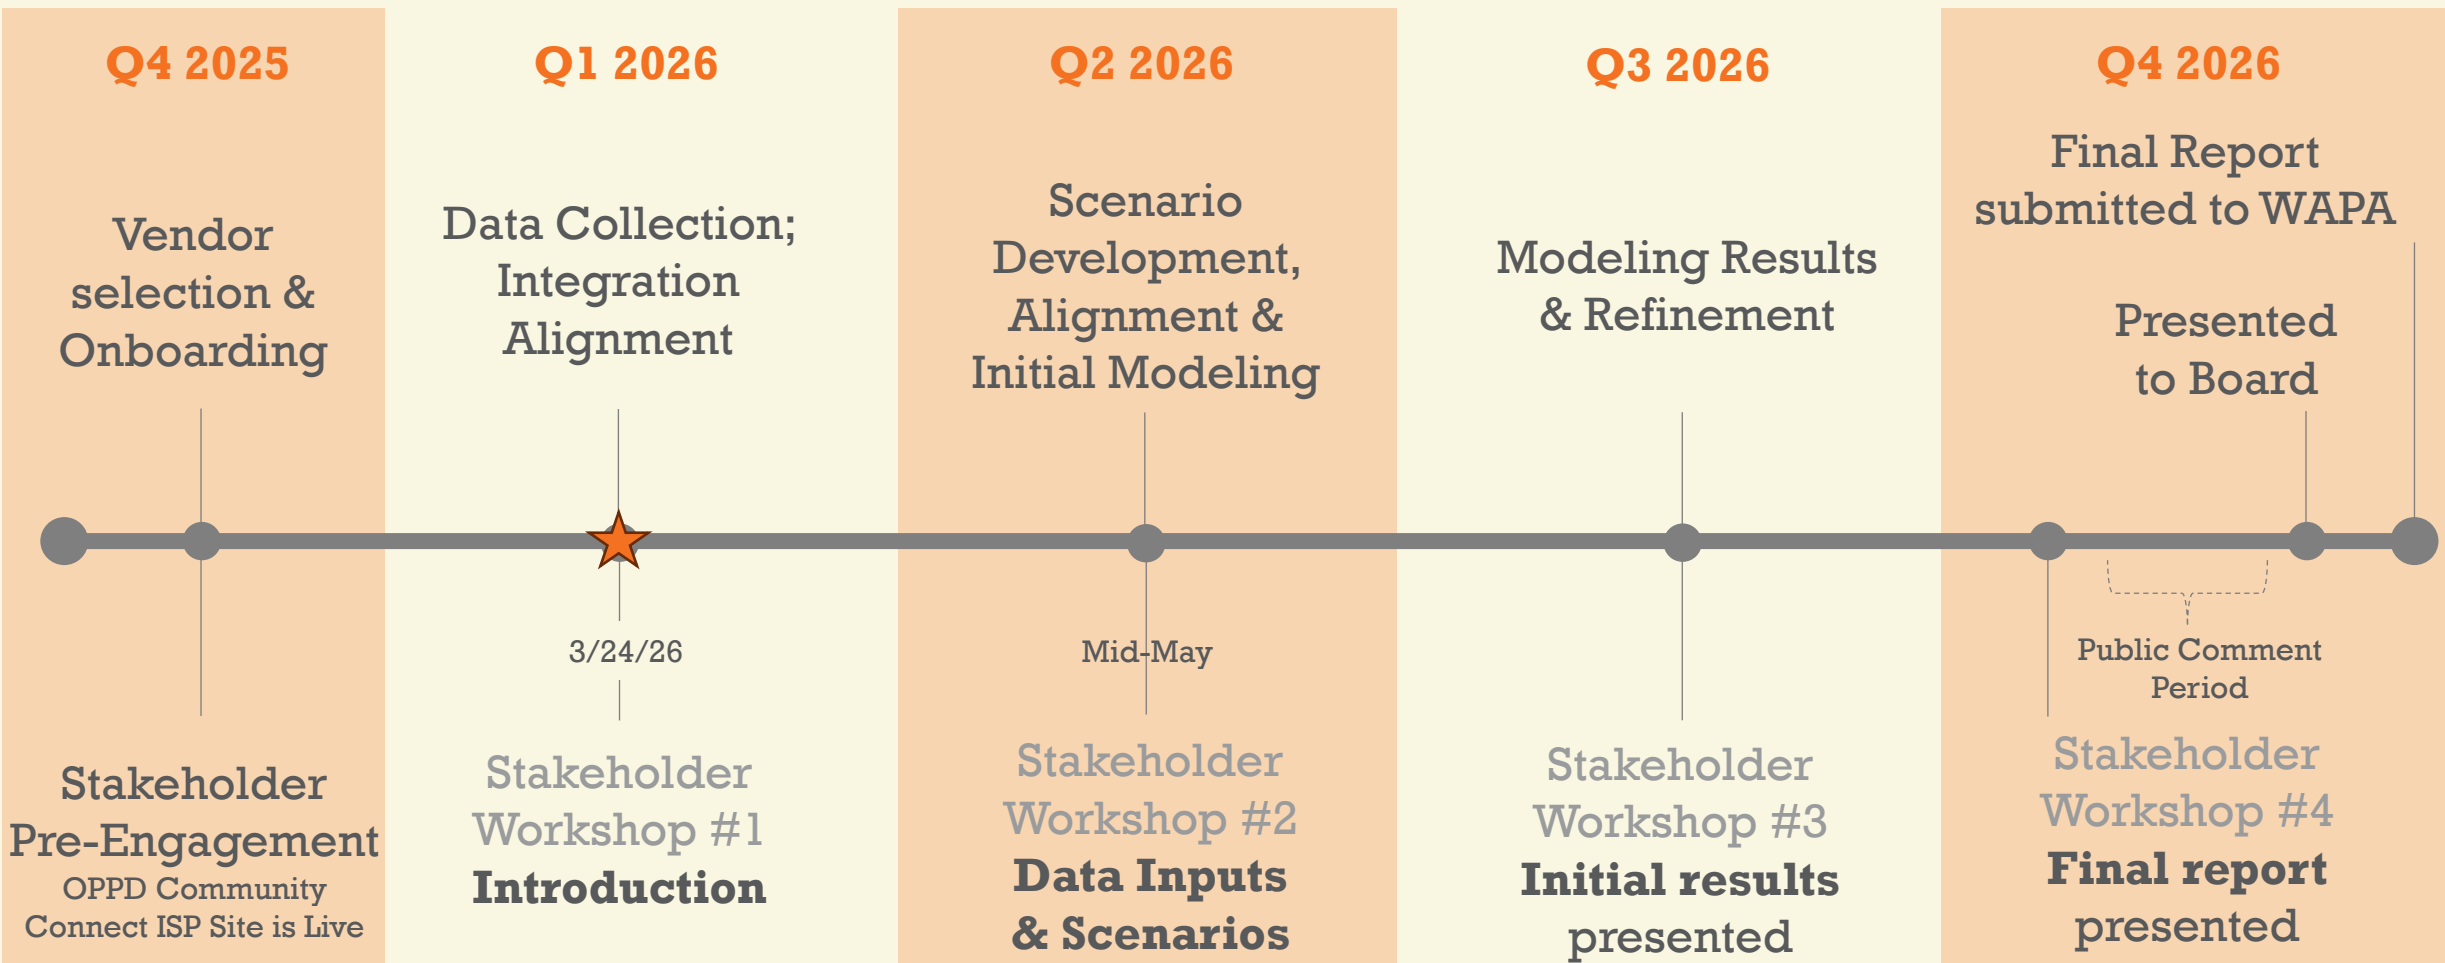 Q4 2025
Vendor
selection &
Onboarding
Stakeholder
Pre-Engagement
OPPD Community
Connect ISP Site is Live
Q1 2026
Data Collection;
Integration
Alignment
3/24/26
Stakeholder
Workshop #1
Introduction
Q2 2026
Scenario
Development,
Alignment &
Initial Modeling
Mid-May
Stakeholder
Workshop #2
Data Inputs
& Scenarios
Q3 2026
Modeling Results
& Refinement
Stakeholder
Workshop #3
Initial results
presented
Q4 2026
Final Report
submitted to WAPA
Presented
to Board
Public Comment
Period
Stakeholder
Workshop #4
Final report
presented